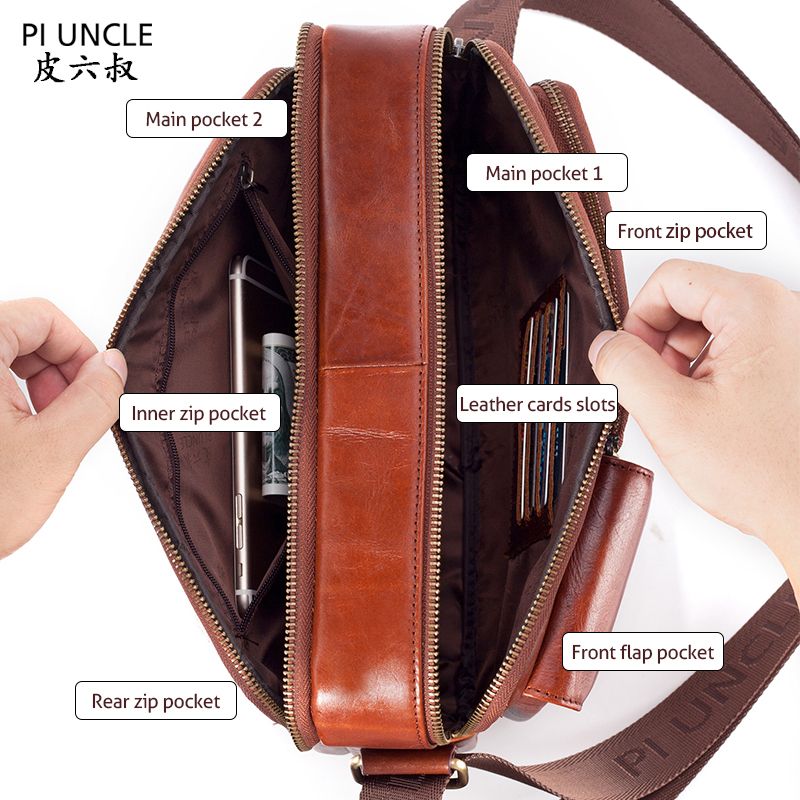 PI UNCLE
皮六叔
Main pocket 2
Main pocket 1
Front zip pocket
Inner zip pocket
Leather cards slots
Front flap pocket
Rear zip pocket
PI UNCLE